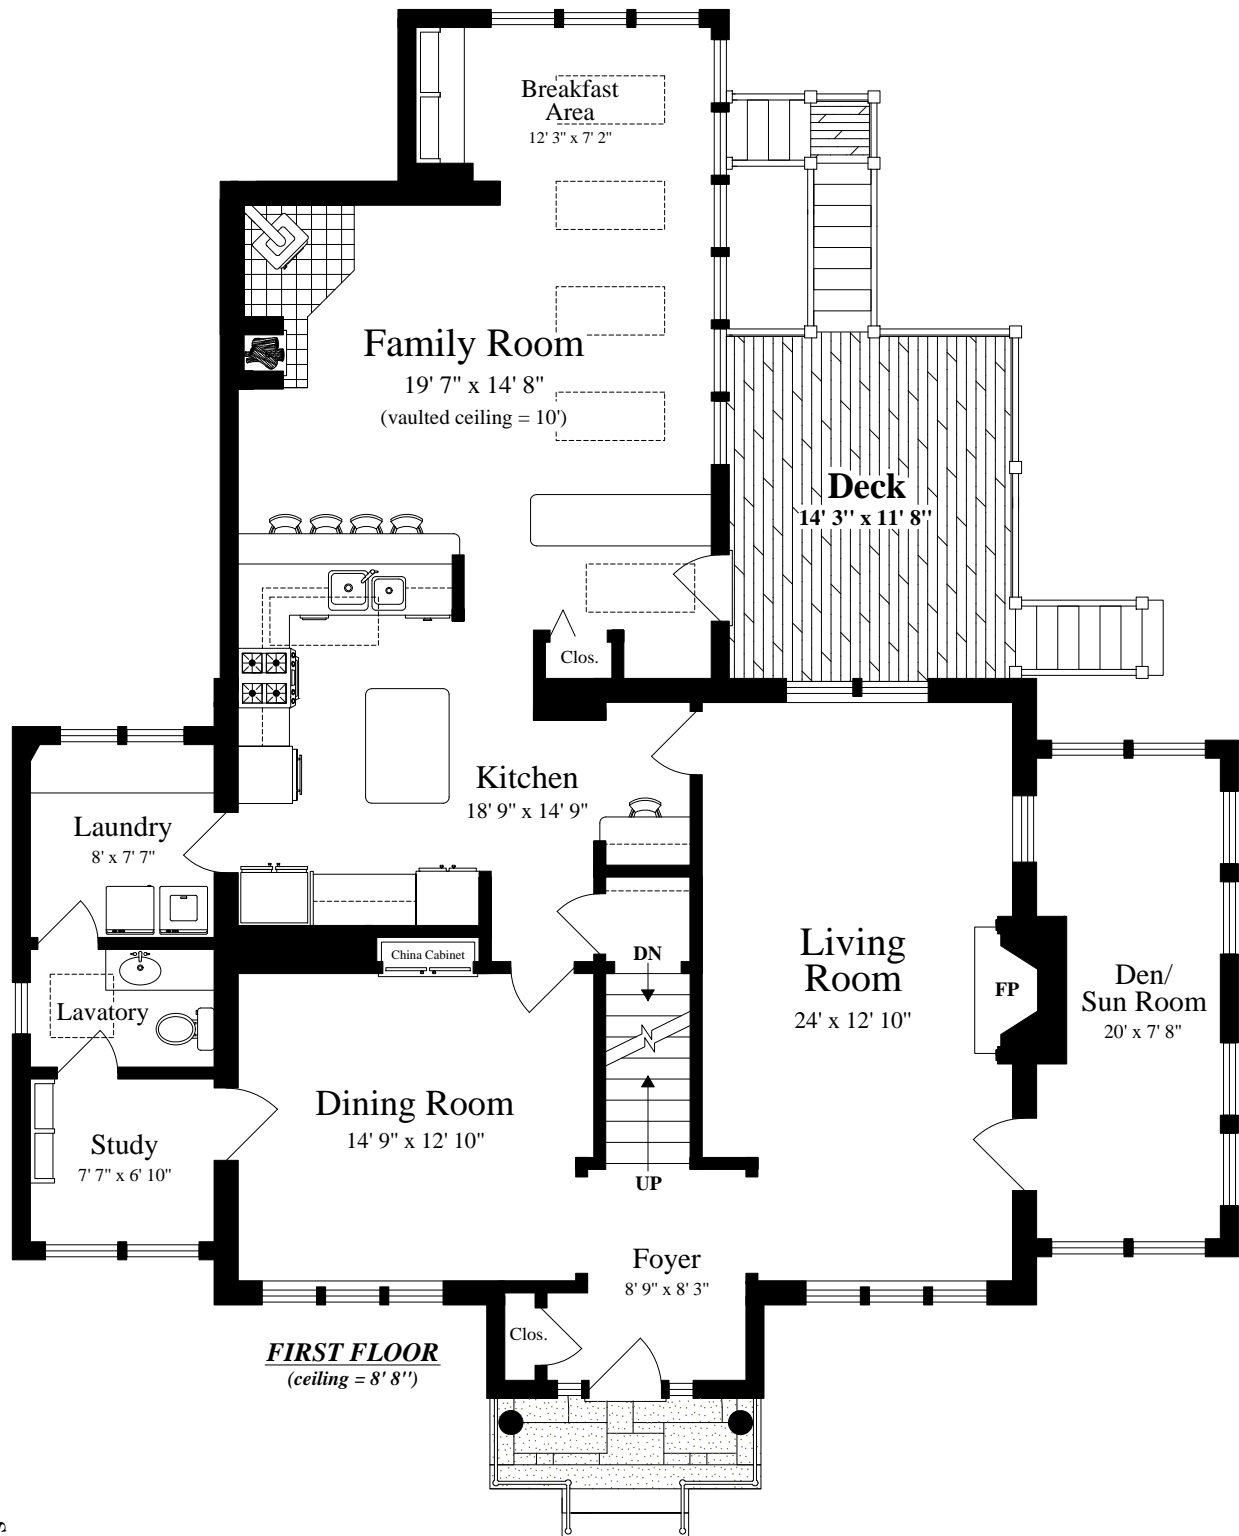 Breakfast
Area
12' 3" x 7' 2"
Family Room
19' 7" x 14' 8"
(vaulted ceiling = 10')
Deck
14' 3" x 11' 8"
Clos.
Kitchen
18' 9" x 14' 9"
Laundry
8' x 7' 7"
China Cabinet
DN
Living
Room
24' x 12' 10"
FP
Den/
Sun Room
20' x 7' 8"
Lavatory
Dining Room
14' 9" x 12' 10"
Study
7' 7" x 6' 10"
UP
Foyer
8' 9" x 8' 3"
Clos.
FIRST FLOOR
(ceiling = 8' 8")